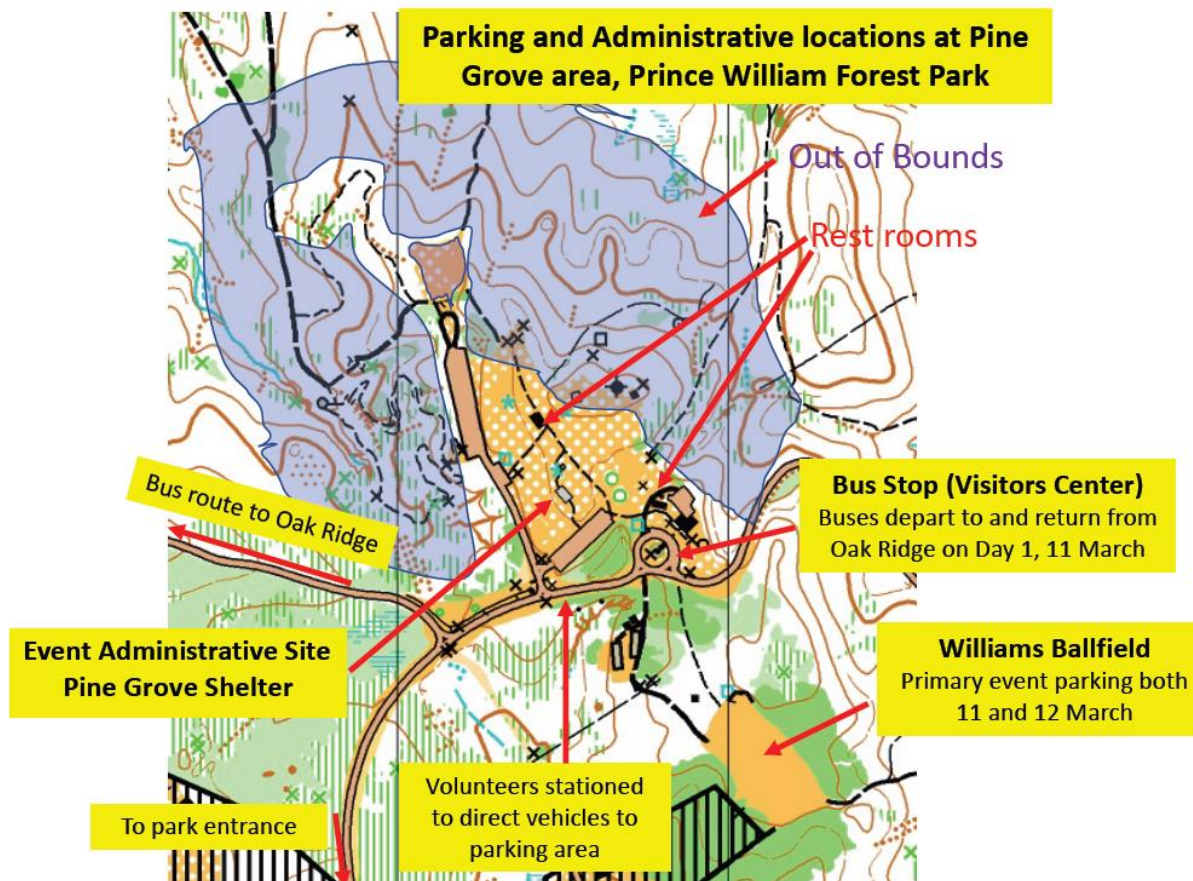 Parking and Administrative locations at Pine
Grove area, Prince William Forest Park
Out of Bounds
Rest rooms
Bus route to Oak Ridge
Bus Stop (Visitors Center)
Buses depart to and return from
Oak Ridge on Day 1, 11 March
Event Administrative Site
Pine Grove Shelter
Williams Ballfield
Primary event parking both
11 and 12 March
Volunteers stationed
to direct vehicles to
parking area
To park entrance